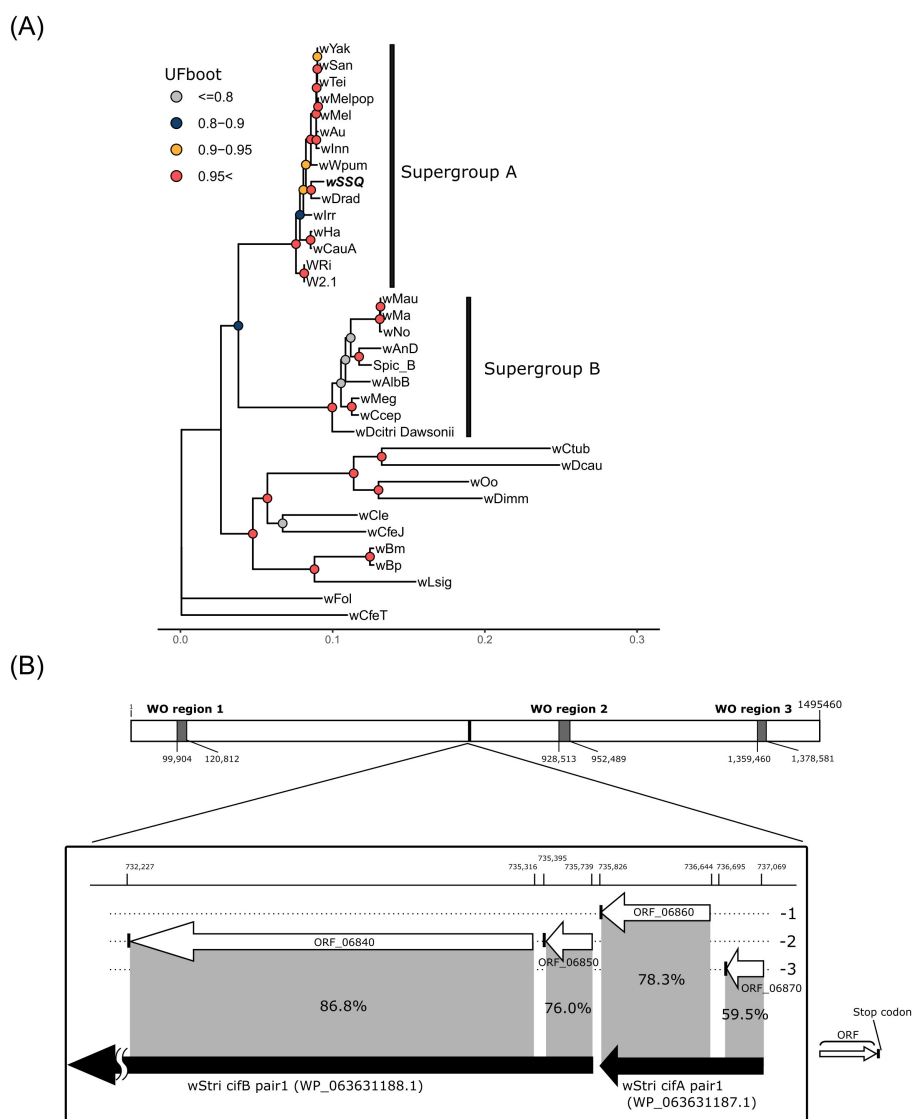 (A)
UFboot
<=0.8
0.8−0.9
0.9−0.95
0.95<
wYak
wSan
wTei
wMelpop
wMel
wAu
wInn
wWpum
wSSQ
wDrad
wIrr
wHa
wCauA
WRi
W2.1
Supergroup A
wMau
wMa
wNo
wAnD
Spic_B
wAlbB
wMeg
wCcep
wDcitri Dawsonii
Supergroup B
wCtub
wDcau
wOo
wDimm
wCle
wCfeJ
wBm
wBp
wLsig
wFol
wCfeT
0.0 0.1 0.2 0.3
(B)
1 WO region 1 WO region 2 WO region 3 1495460
99,904 120,812 928,513 952,489 1,359,460 1,378,581
732,227 735,316 735,395 735,739 735,826 736,644 736,695 737,069
ORF_06860 -1
ORF_06840 -2
ORF_06850 -3
ORF_06870
86.8% 76.0% 78.3% 59.5%
Stop codon
ORF
wStri cifB pair1 (WP_063631188.1)
wStri cifA pair1
(WP_063631187.1)